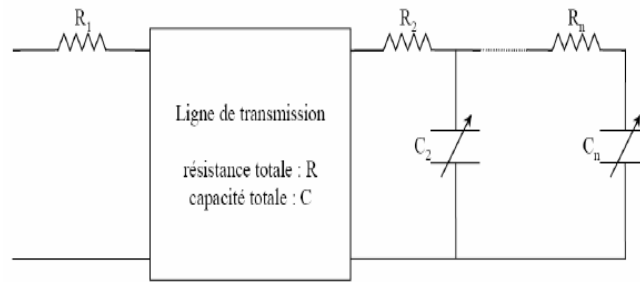 R1
Ligne de transmission
résistance totale : R
capacité totale : C
R2
Rn
C2
Cn